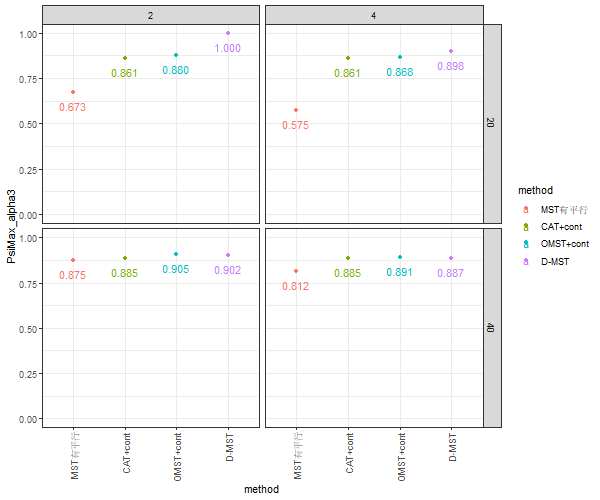 2
4
1.00
0.75
0.50
0.25
0.00
0.673
0.861
0.880
1.000
0.575
0.861
0.868
0.898
20
1.00
0.75
0.50
0.25
0.00
0.875
0.885
0.905
0.902
0.812
0.885
0.891
0.887
40
PsiMax_alpha3
MST有平行
CAT+cont
OMST+cont
D-MST
MST有平行
CAT+cont
OMST+cont
D-MST
method
method
MST有平行
CAT+cont
OMST+cont
D-MST